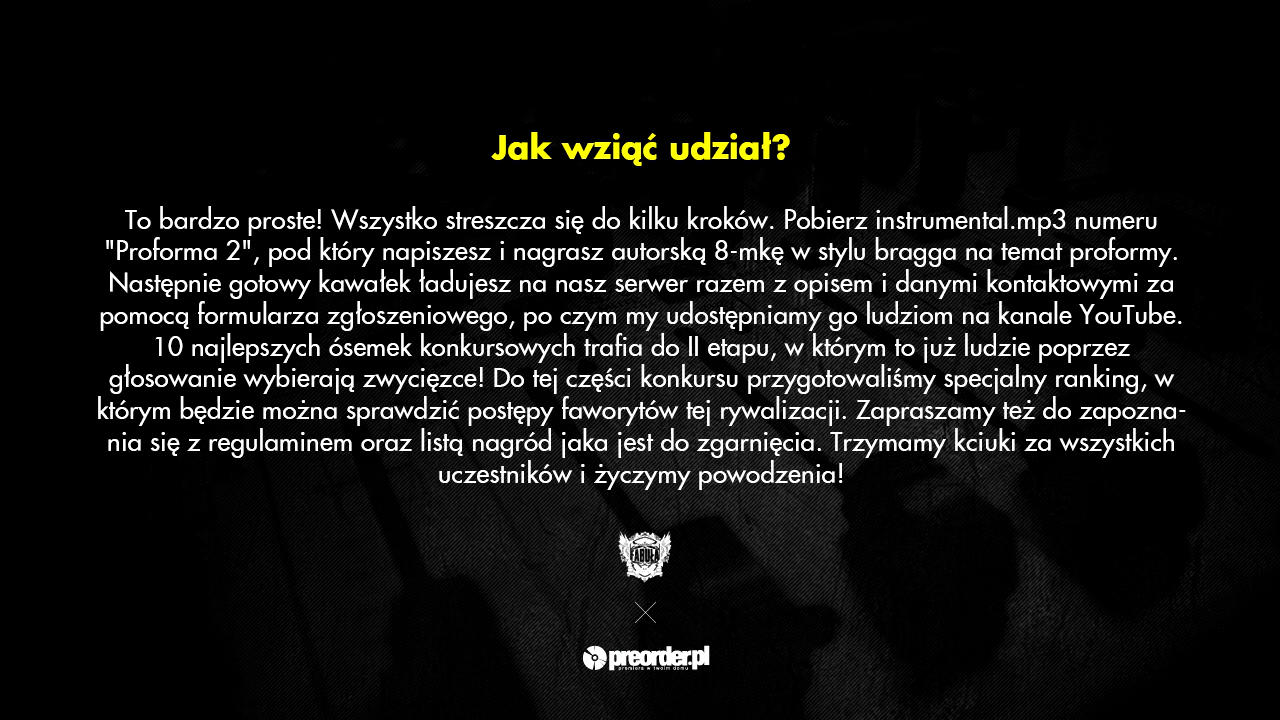 Jak wziąć udział?
To bardzo proste! Wszystko streszcza się do kilku kroków. Pobierz instrumental.mp3 numeru
"Proforma 2", pod który napiszesz i nagrasz autorską 8-mkę w stylu bragga na temat proformy.
Następnie gotowy kawałek ładujesz na nasz serwer razem z opisem i danymi kontaktowymi za
pomocą formularza zgłoszeniowego, po czym my udostępniamy go ludziom na kanale YouTube.
10 najlepszych ósemek konkursowych trafia do II etapu, w którym to już ludzie poprzez
głosowanie wybierają zwycięzce! Do tej części konkursu przygotowaliśmy specjalny ranking, w
którym będzie można sprawdzić postępy faworytów tej rywalizacji. Zapraszamy też do zapozna-
nia się z regulaminem oraz listą nagród jaka jest do zgarnięcia. Trzymamy kciuki za wszystkich
uczestników i życzymy powodzenia!
FABUŁA
preorder.pl
premiera w twoim domu